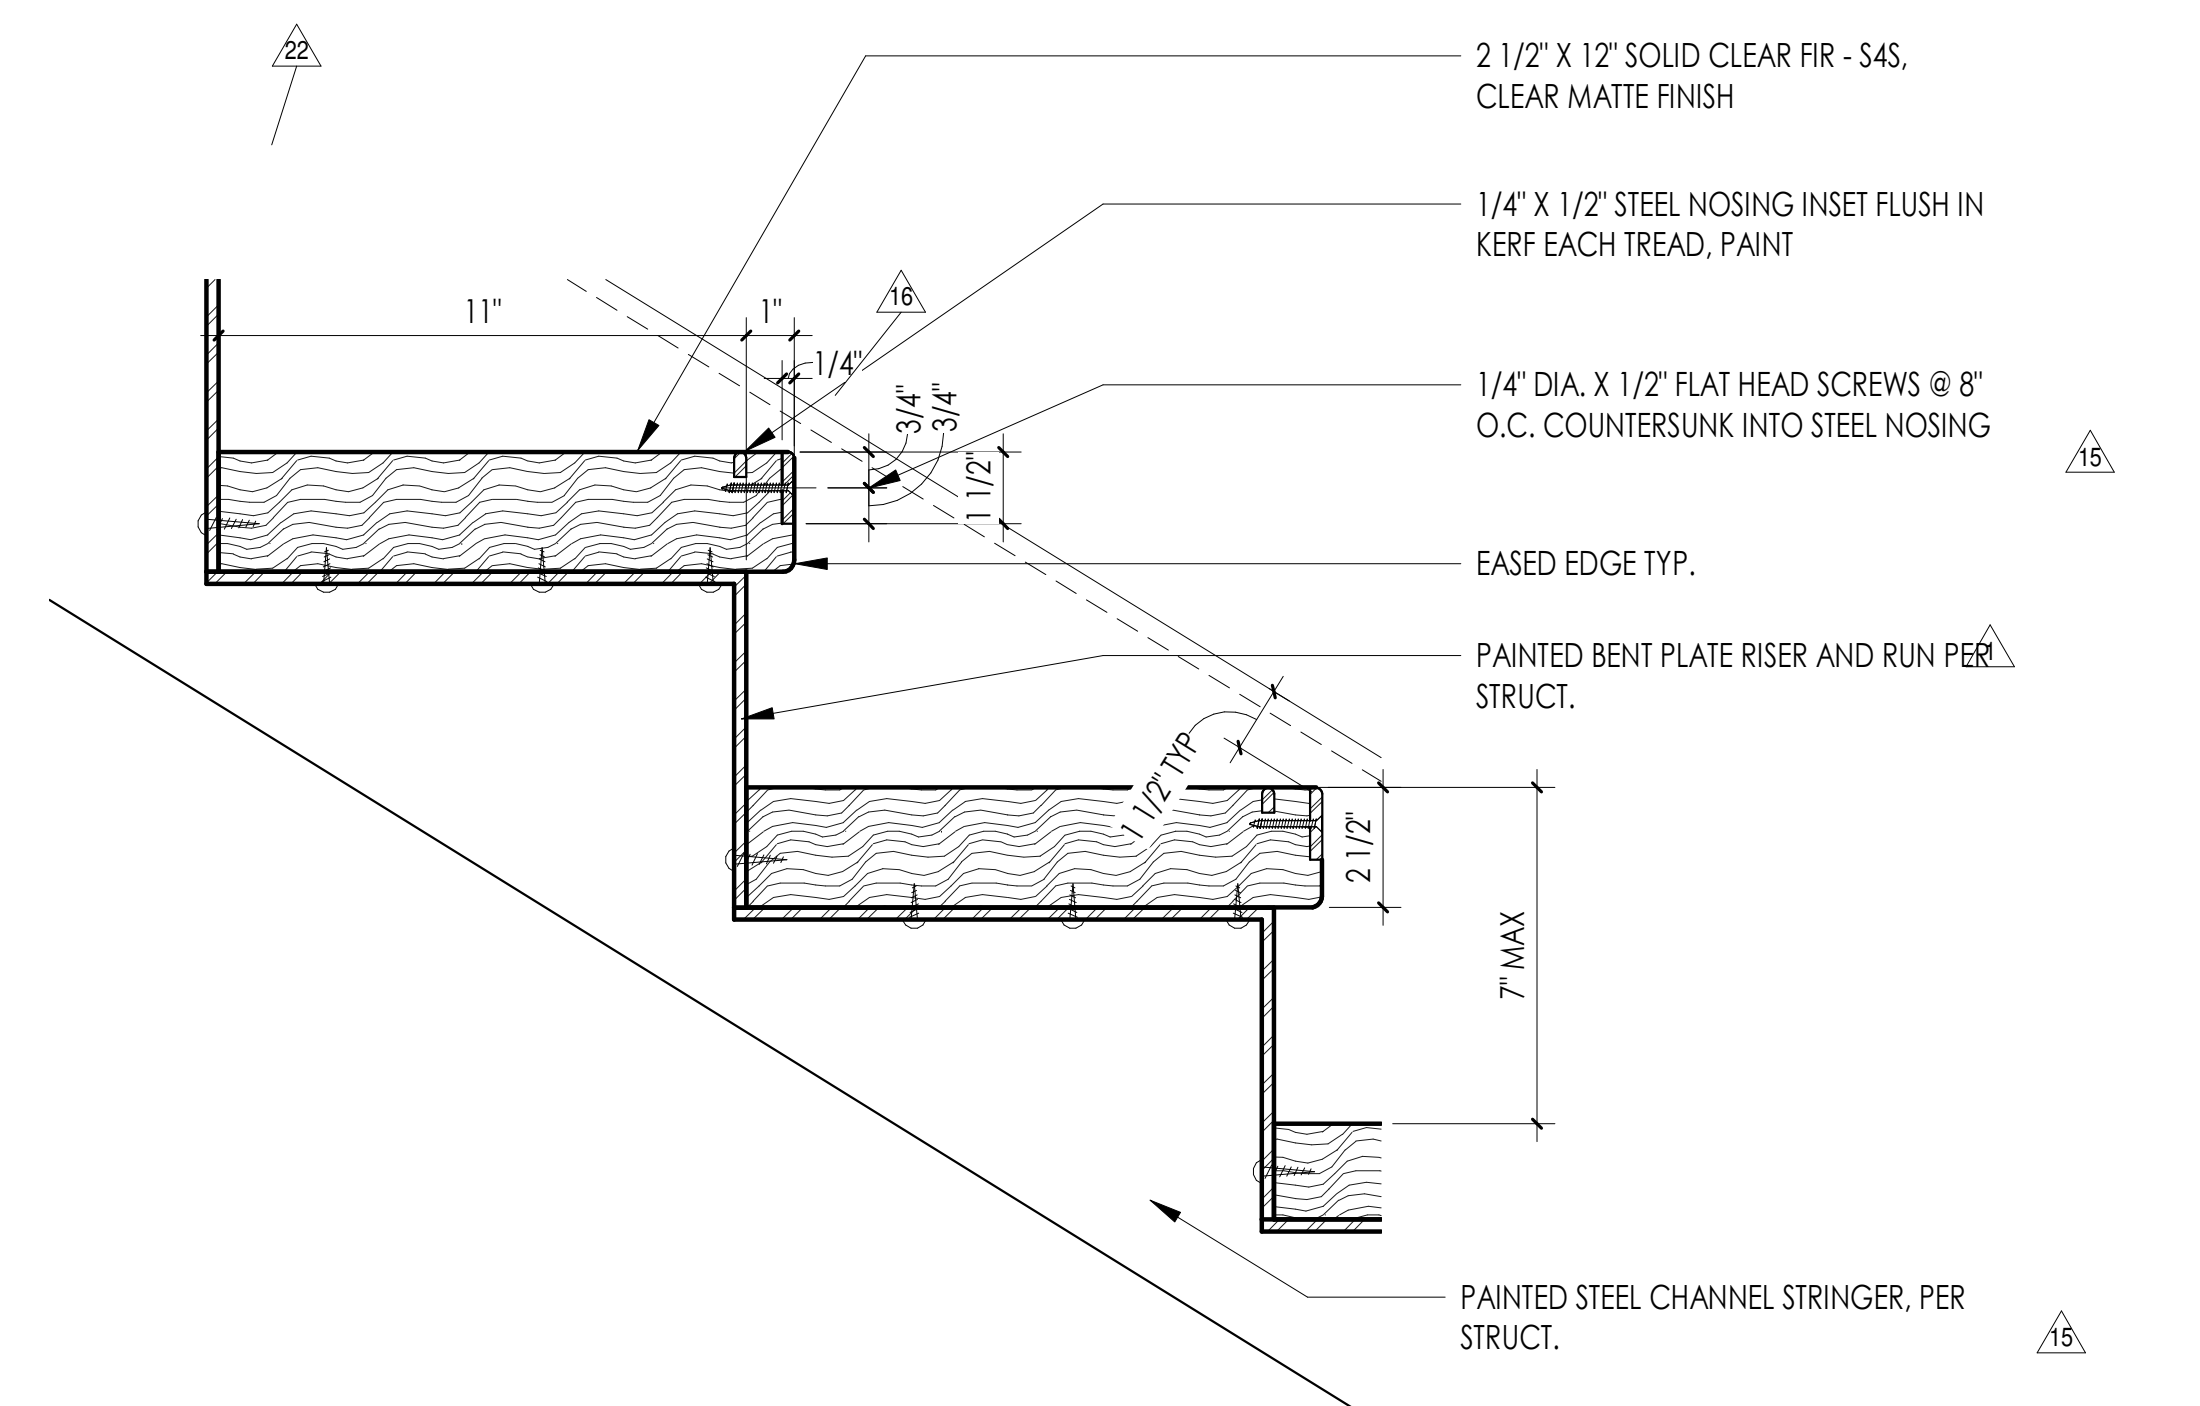 22
2 1/2" X 12" SOLID CLEAR FIR - S4S,
CLEAR MATTE FINISH
1/4" X 1/2" STEEL NOSING INSET FLUSH IN
KERF EACH TREAD, PAINT
16
11"
1"
1/4"
3/4"
3/4"
1 1/2"
1/4" DIA. X 1/2" FLAT HEAD SCREWS @ 8"
O.C. COUNTERSUNK INTO STEEL NOSING
15
EASED EDGE TYP.
PAINTED BENT PLATE RISER AND RUN PER
STRUCT.
1
1 1/2" TYP
2 1/2"
7" MAX
PAINTED STEEL CHANNEL STRINGER, PER
STRUCT.
15